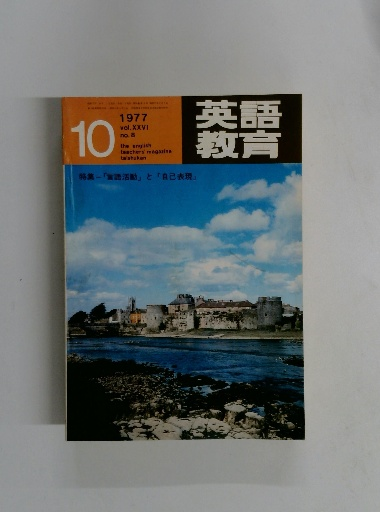 10
1977
vol.XXVI
no.8
the english
teachers' magazine
taishukan
英語
教育
特集－「言語活動」と「自己表現」